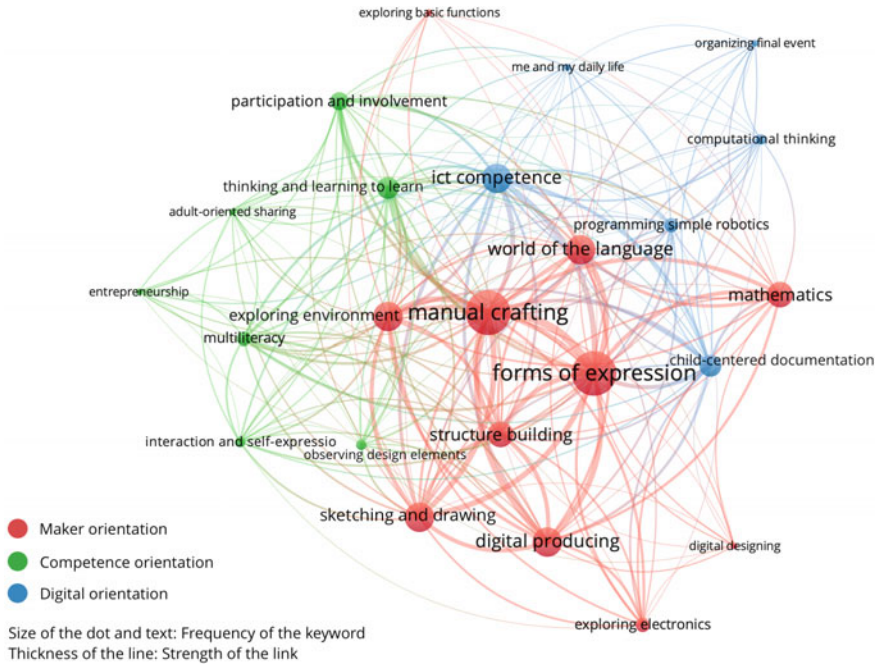 exploring basic functions
organizing final event
me and my daily life
participation and involvement
computational thinking
ict competence
thinking and learning to learn
adult-oriented sharing
programming simple robotics
world of the language
entrepreneurship
mathematics
exploring environment
manual crafting
multiliteracy
child-centered documentation
forms of expression
structure building
interaction and self-expressio
observing design elements
sketching and drawing
digital producing
digital designing
exploring electronics
Maker orientation
Competence orientation
Digital orientation
Size of the dot and text: Frequency of the keyword
Thickness of the line: Strength of the link